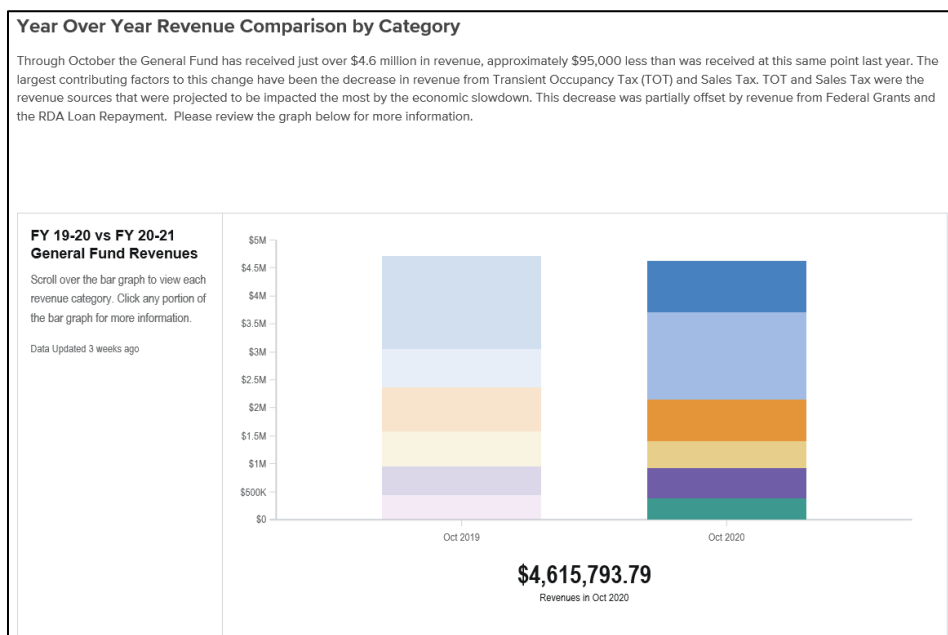 Year Over Year Revenue Comparison by Category
Through October the General Fund has received just over $4.6 million in revenue, approximately $95,000 less than was received at this same point last year. The
largest contributing factors to this change have been the decrease in revenue from Transient Occupancy Tax (TOT) and Sales Tax. TOT and Sales Tax were the
revenue sources that were projected to be impacted the most by the economic slowdown. This decrease was partially offset by revenue from Federal Grants and
the RDA Loan Repayment. Please review the graph below for more information.
FY 19-20 vs FY 20-21
General Fund Revenues
Scroll over the bar graph to view each
revenue category. Click any portion of
the bar graph for more information.
Data Updated 3 weeks ago
$5M
$4.5M
$4M
$3.5M
$3M
$2.5M
$2M
$1.5M
$1M
$500K
$0
Oct 2019
Oct 2020
$4,615,793.79
Revenues in Oct 2020